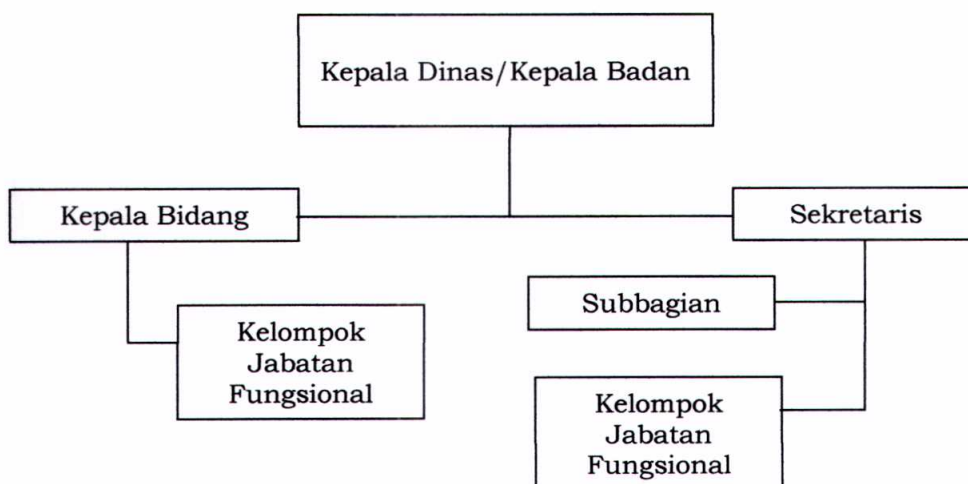 Kepala Dinas/Kepala Badan
Kepala Bidang
Sekretaris
Subbagian
Kelompok
Jabatan
Fungsional
Kelompok
Jabatan
Fungsional